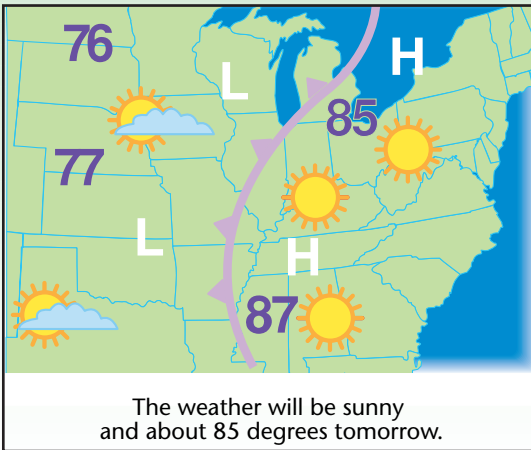 76
L
H
85
77
L
H
87
The weather will be sunny
and about 85 degrees tomorrow.